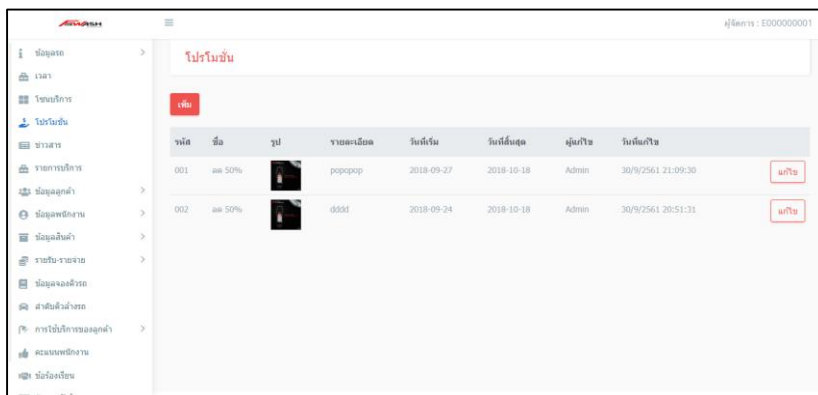 ผู้จัดการ : E000000001
ข้อมูลรถ
เวลา
โซนบริการ
โปรโมชั่น
ข่าวสาร
รายการบริการ
ข้อมูลลูกค้า
ข้อมูลพนักงาน
ข้อมูลสินค้า
รายรับ-รายจ่าย
ข้อมูลจองคิวรถ
ลำดับคิวล้างรถ
การใช้บริการของลูกค้า
คะแนนพนักงาน
ข้อร้องเรียน
โปรโมชั่น
เพิ่ม
รหัส ชื่อ รูป รายละเอียด วันที่เริ่ม วันที่สิ้นสุด ผู้แก้ไข วันที่แก้ไข
001 ลด 50% popopop 2018-09-27 2018-10-18 Admin 30/9/2561 21:09:30 แก้ไข
002 ลด 50% dddd 2018-09-24 2018-10-18 Admin 30/9/2561 20:51:31 แก้ไข